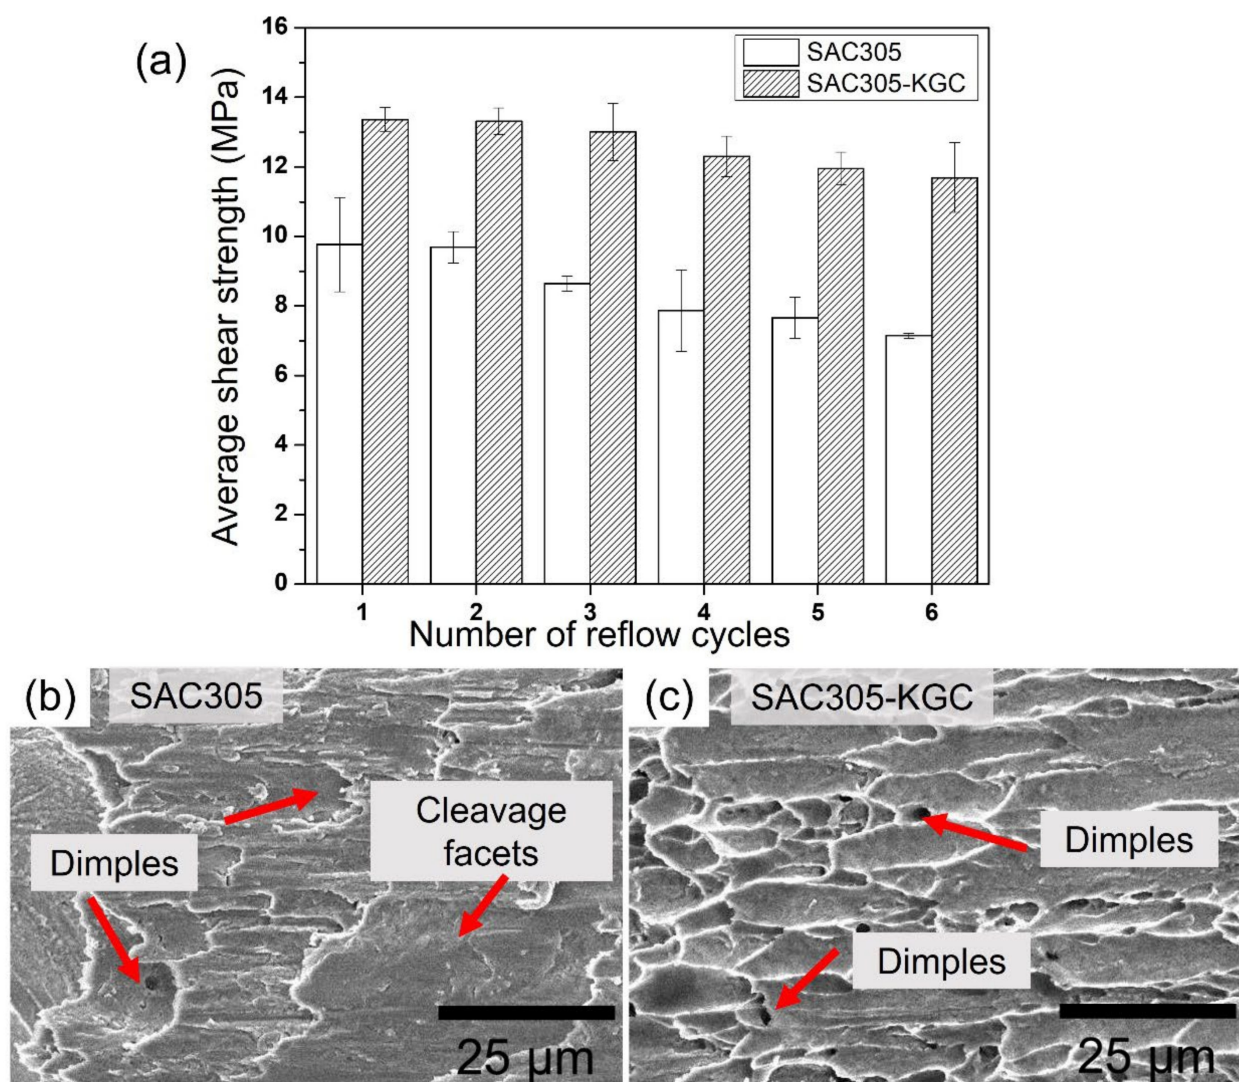 (a)
Average shear strength (MPa)
16
14
12
10
8
6
4
2
0
SAC305
SAC305-KGC
1 2 3 4 5 6
Number of reflow cycles
(b) SAC305
Dimples
Cleavage
facets
25 μm
(c) SAC305-KGC
Dimples
Dimples
25 μm